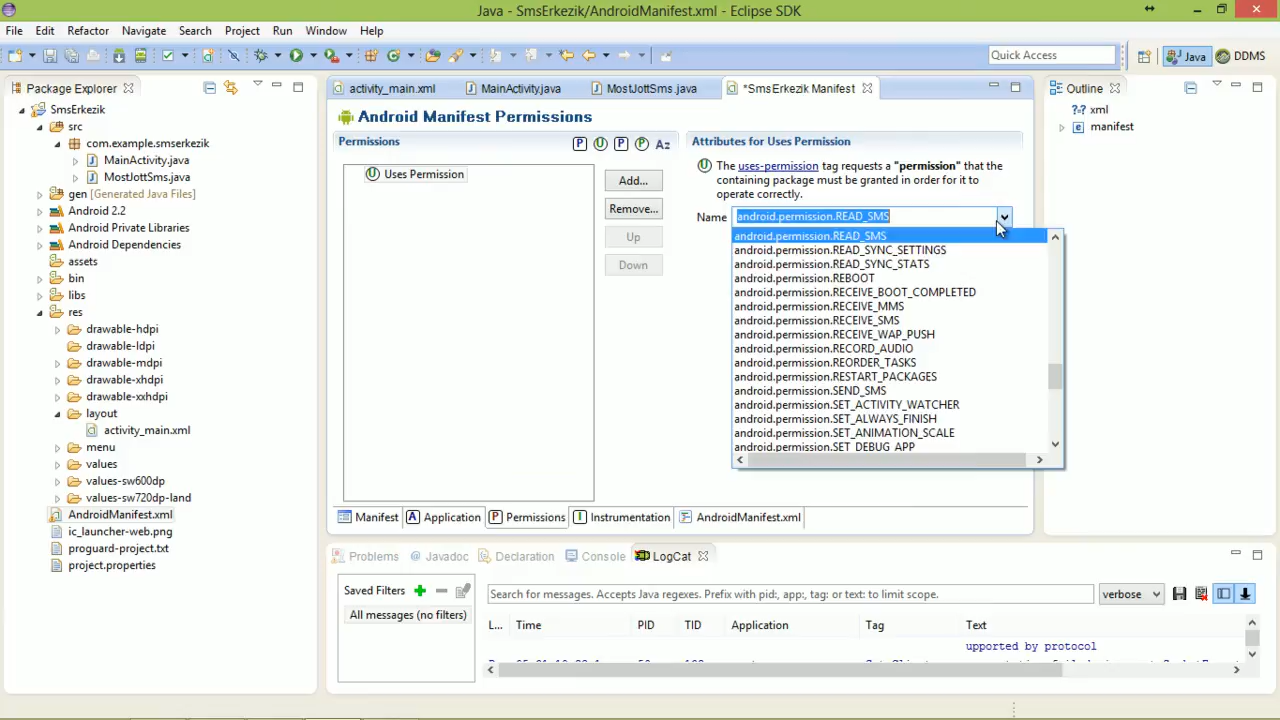 Java - SmsErkezik/AndroidManifest.xml - Eclipse SDK
File Edit Refactor Navigate Search Project Run Window Help
Quick Access
Java
DDMS
Package Explorer
SmsErkezik
src
com.example.smserkezik
MainActivity.java
MostJottSms.java
gen [Generated Java Files]
Android 2.2
Android Private Libraries
Android Dependencies
assets
bin
libs
res
drawable-hdpi
drawable-ldpi
drawable-mdpi
drawable-xhdpi
drawable-xxhdpi
layout
activity_main.xml
menu
values
values-sw600dp
values-sw720dp-land
AndroidManifest.xml
ic_launcher-web.png
proguard-project.txt
project.properties
activity_main.xml
MainActivity.java
MostJottSms.java
*SmsErkezik Manifest
Android Manifest Permissions
Permissions
P U P P Az
U Uses Permission
Add...
Remove...
Up
Down
Attributes for Uses Permission
U The uses-permission tag requests a "permission" that the
containing package must be granted in order for it to
operate correctly.
Name android.permission.READ_SMS
android.permission.READ_SMS
android.permission.READ_SYNC_SETTINGS
android.permission.READ_SYNC_STATS
android.permission.REBOOT
android.permission.RECEIVE_BOOT_COMPLETED
android.permission.RECEIVE_MMS
android.permission.RECEIVE_SMS
android.permission.RECEIVE_WAP_PUSH
android.permission.RECORD_AUDIO
android.permission.REORDER_TASKS
android.permission.RESTART_PACKAGES
android.permission.SEND_SMS
android.permission.SET_ACTIVITY_WATCHER
android.permission.SET_ALWAYS_FINISH
android.permission.SET_ANIMATION_SCALE
android.permission.SET_DEBUG_APP
Manifest A Application P Permissions I Instrumentation AndroidManifest.xml
Outline
xml
manifest
Problems @ Javadoc Declaration Console LogCat
Saved Filters
All messages (no filters)
Search for messages. Accepts Java regexes. Prefix with pid:, app:, tag: or text: to limit scope.
verbose
L... Time PID TID Application Tag Text
upported by protocol